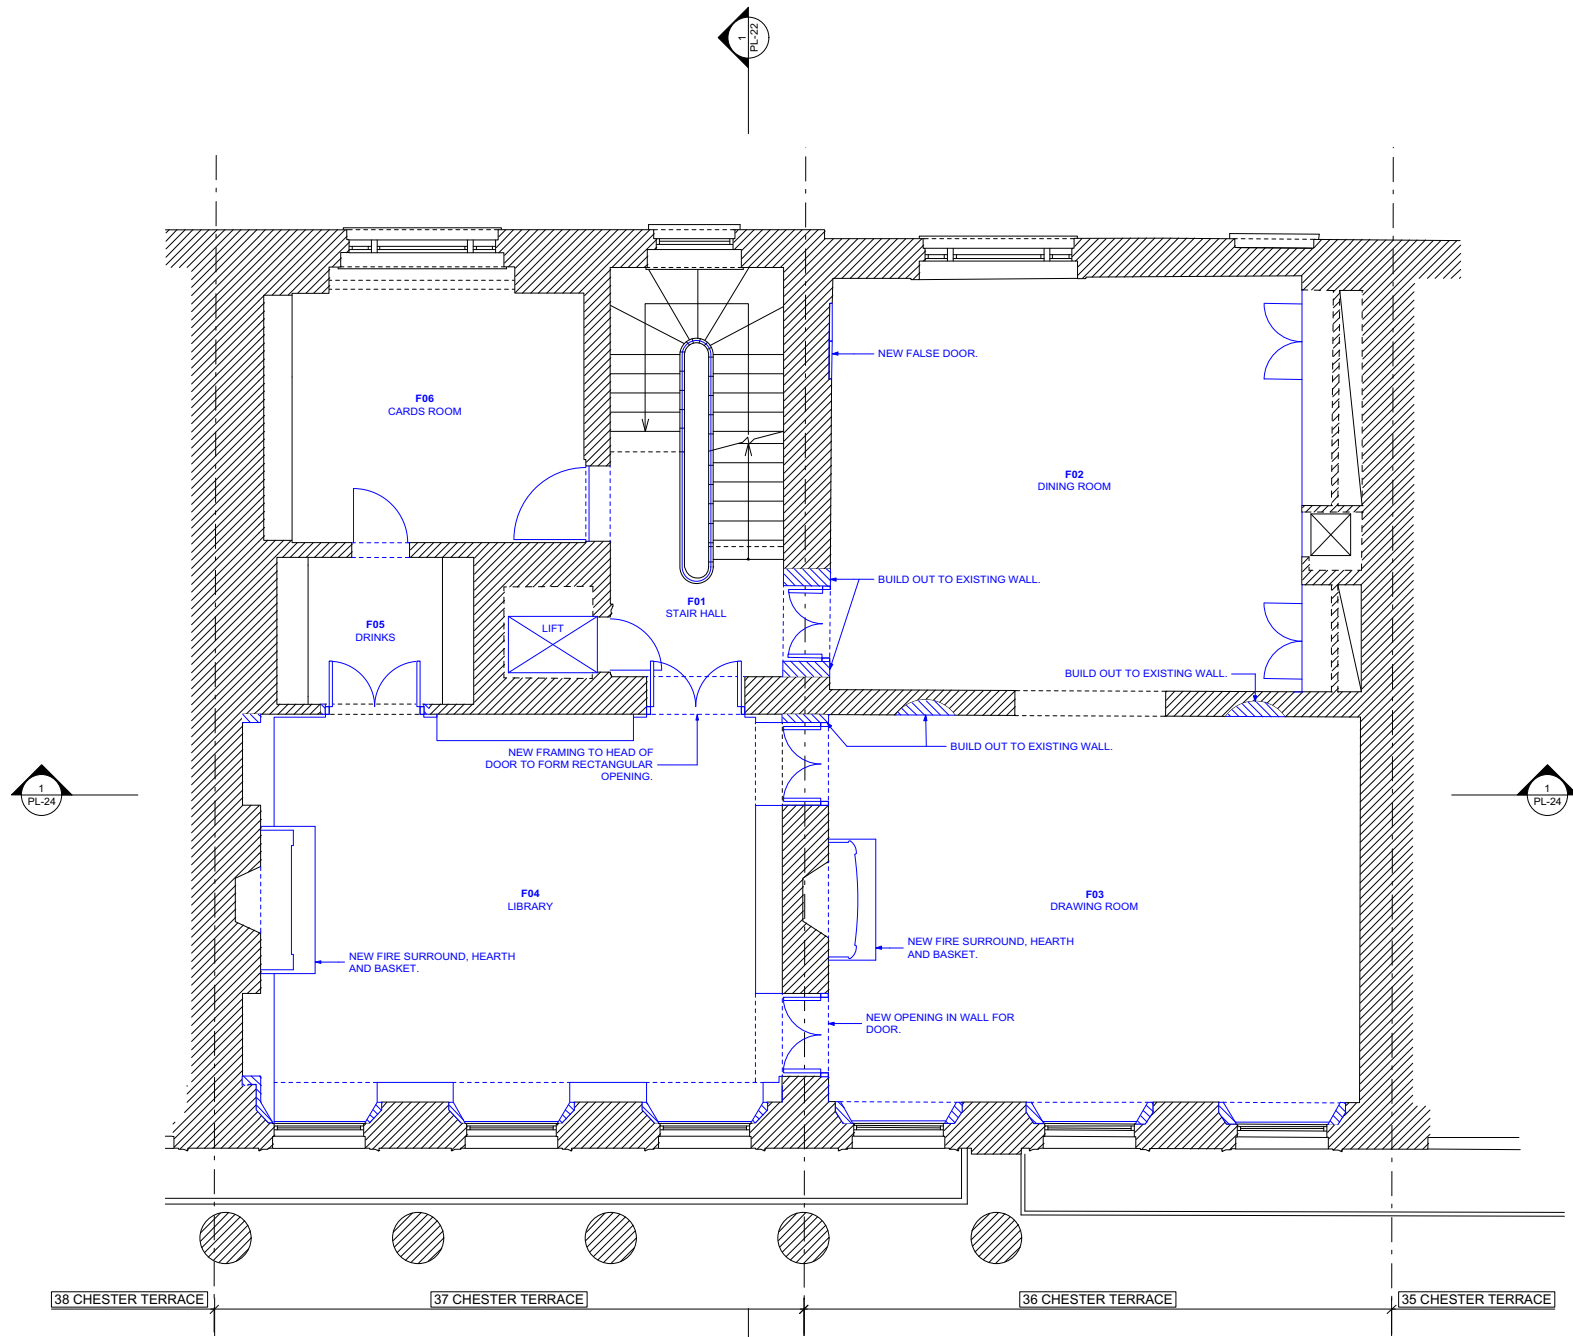 1
PL-22
NEW FALSE DOOR.
F06
CARDS ROOM
F02
DINING ROOM
BUILD OUT TO EXISTING WALL.
F01
STAIR HALL
LIFT
F05
DRINKS
BUILD OUT TO EXISTING WALL.
NEW FRAMING TO HEAD OF
DOOR TO FORM RECTANGULAR
OPENING.
BUILD OUT TO EXISTING WALL.
1
PL-24
1
PL-24
F04
LIBRARY
F03
DRAWING ROOM
NEW FIRE SURROUND, HEARTH
AND BASKET.
NEW FIRE SURROUND, HEARTH
AND BASKET.
NEW OPENING IN WALL FOR
DOOR.
38 CHESTER TERRACE
37 CHESTER TERRACE
36 CHESTER TERRACE
35 CHESTER TERRACE